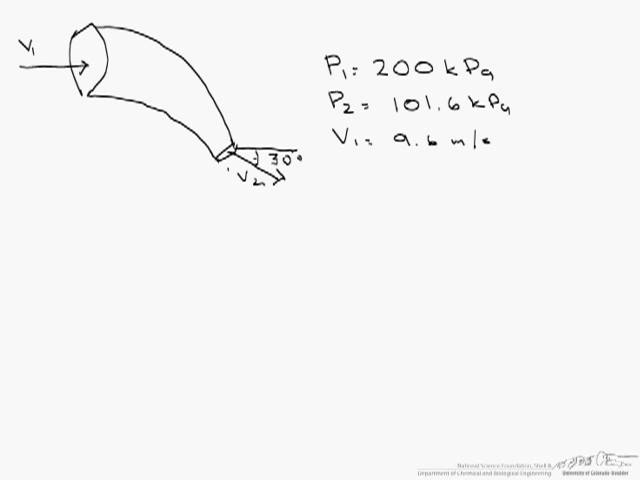 V₁
P₁ = 200 kPa
P₂ = 101.6 kPa
V₁ = 9.6 m/s
30°
V₂
National Science Foundation, Shell &
Department of Chemical and Biological Engineering
University of Colorado Boulder